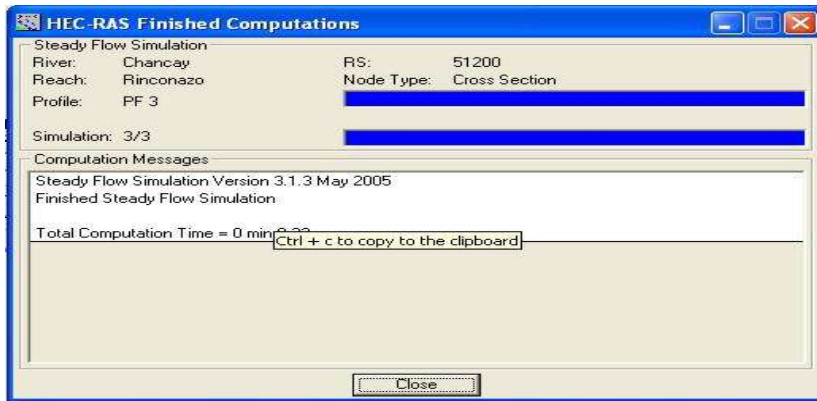 HEC-RAS Finished Computations
Steady Flow Simulation
River: Chancay RS: 51200
Reach: Rinconazo Node Type: Cross Section
Profile: PF 3
Simulation: 3/3
Computation Messages
Steady Flow Simulation Version 3.1.3 May 2005
Finished Steady Flow Simulation
Total Computation Time = 0 min
Ctrl + c to copy to the clipboard
Close